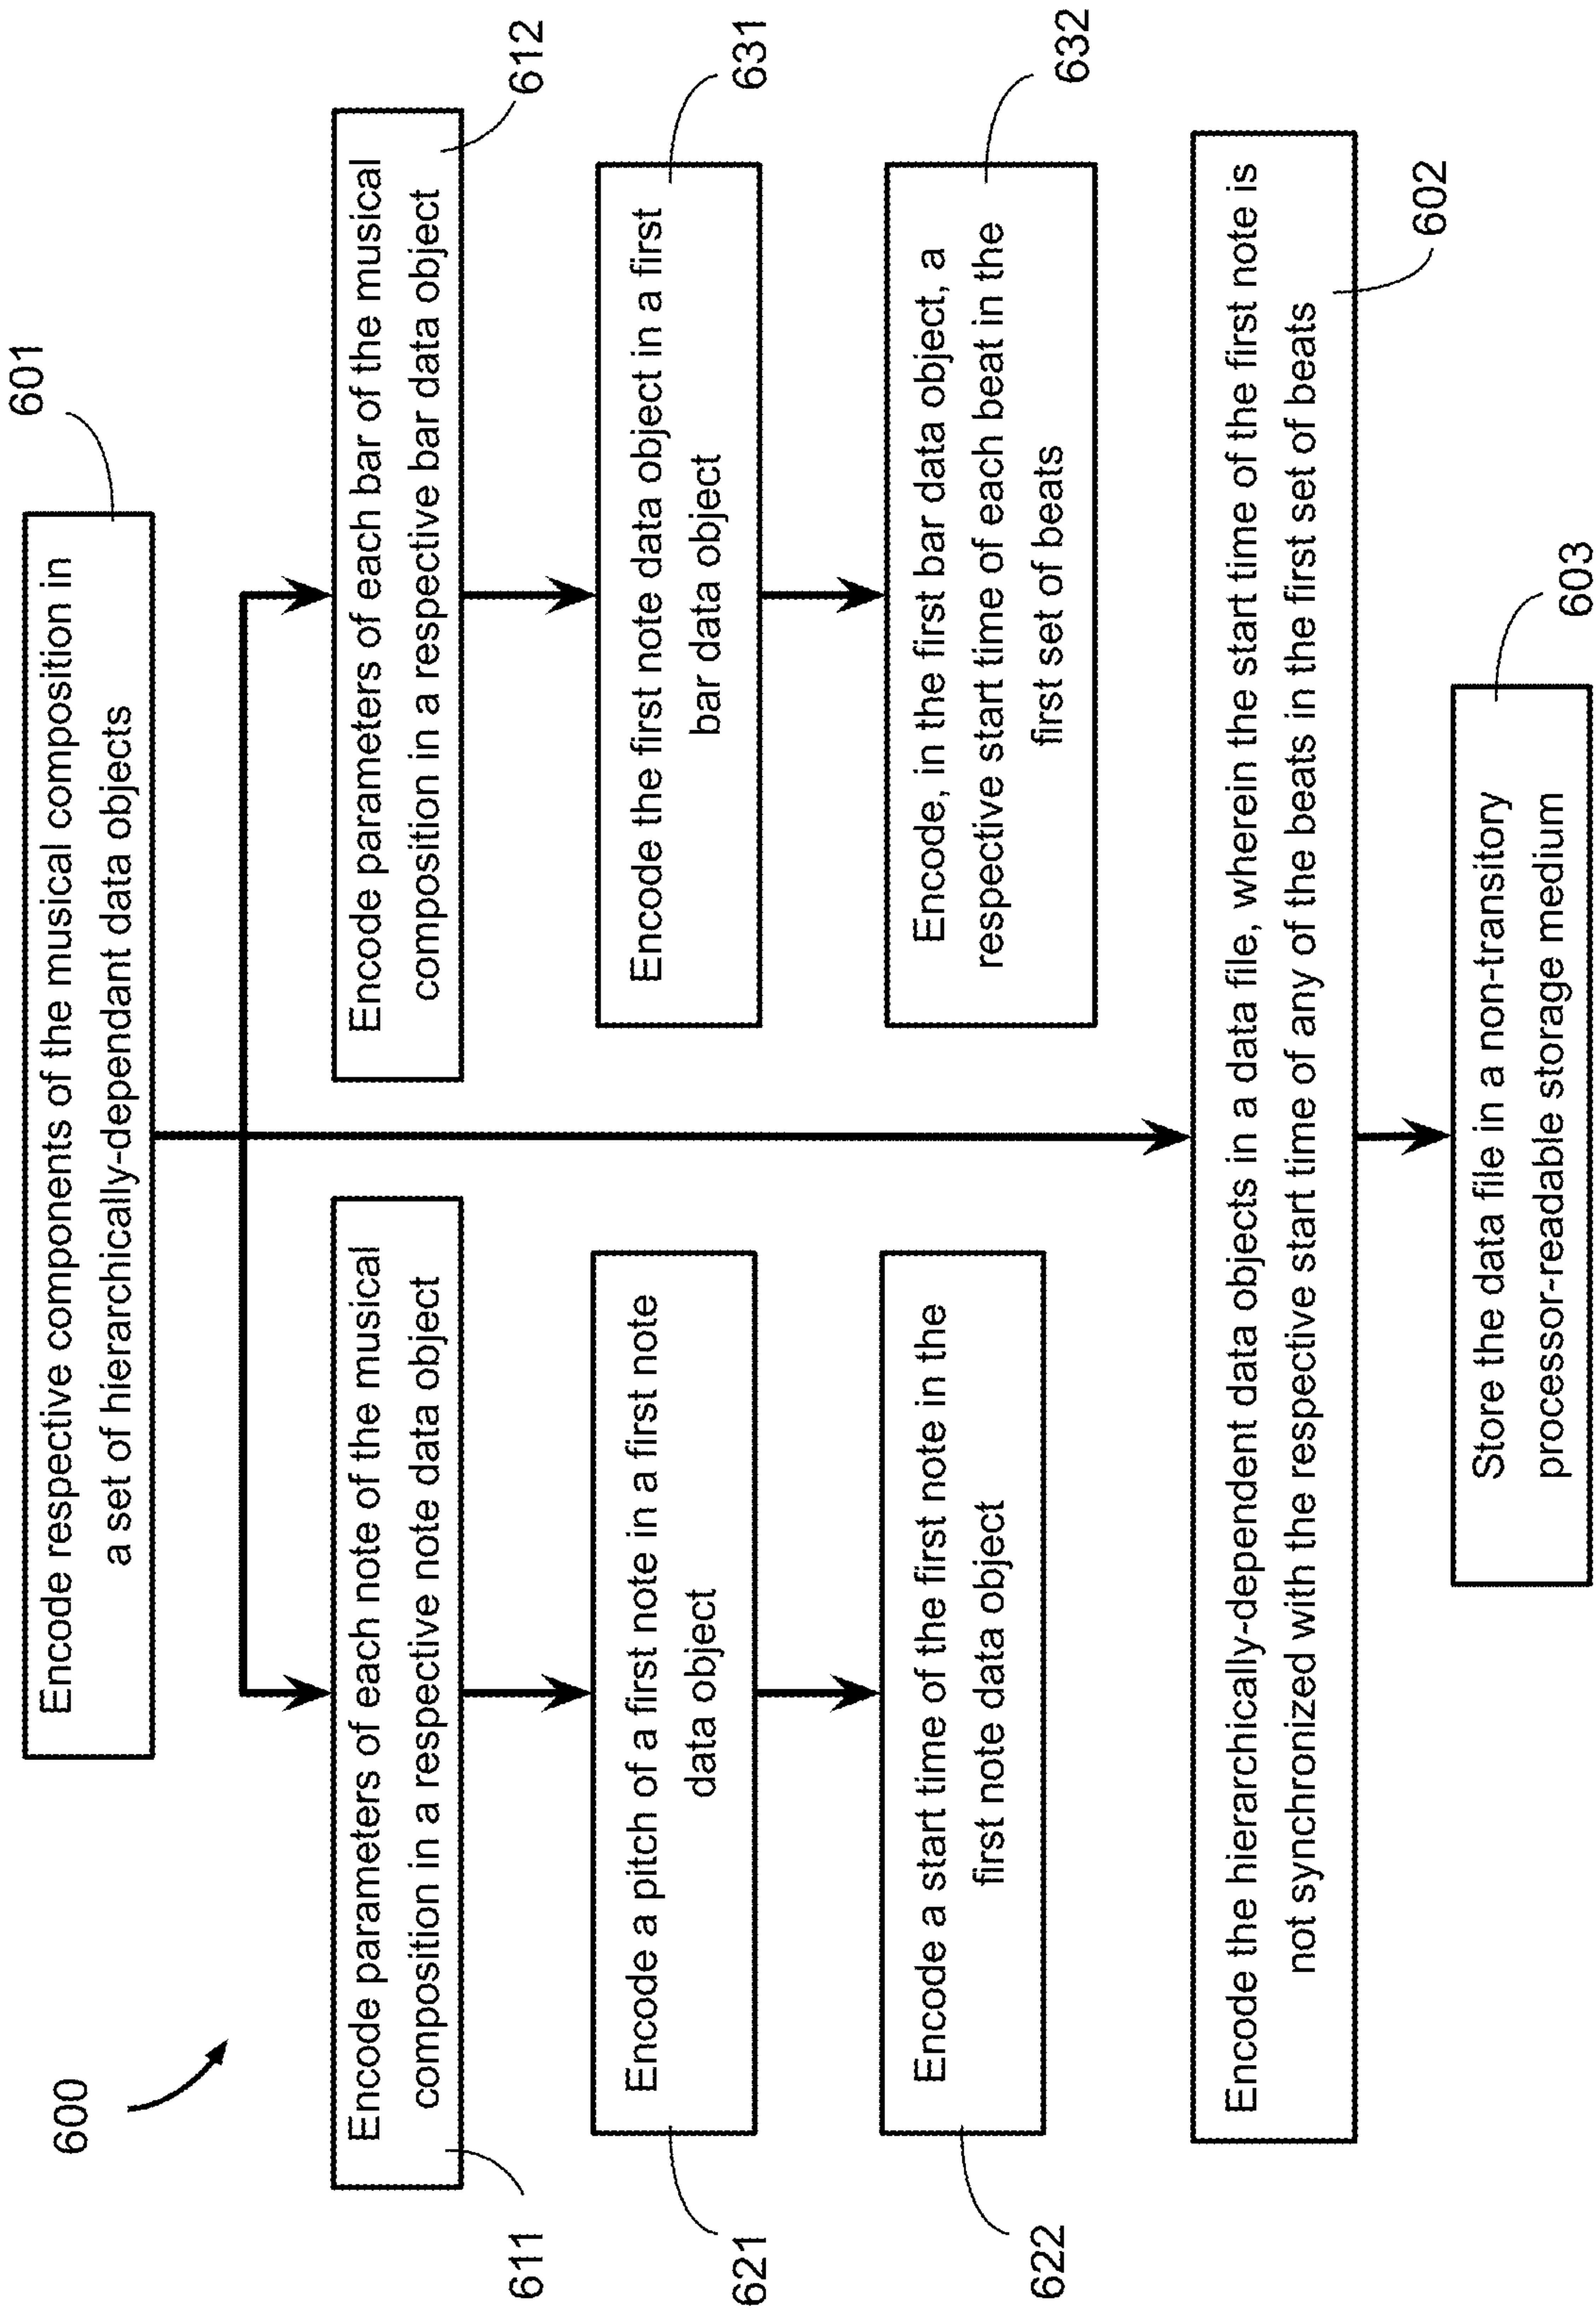 600
601
Encode respective components of the musical composition in
a set of hierarchically-dependant data objects
Encode parameters of each note of the musical
composition in a respective note data object
611
Encode parameters of each bar of the musical
composition in a respective bar data object
612
Encode a pitch of a first note in a first note
data object
621
Encode the first note data object in a first
bar data object
631
Encode a start time of the first note in the
first note data object
622
Encode, in the first bar data object, a
respective start time of each beat in the
first set of beats
632
Encode the hierarchically-dependent data objects in a data file, wherein the start time of the first note is
not synchronized with the respective start time of any of the beats in the first set of beats
602
Store the data file in a non-transitory
processor-readable storage medium
603